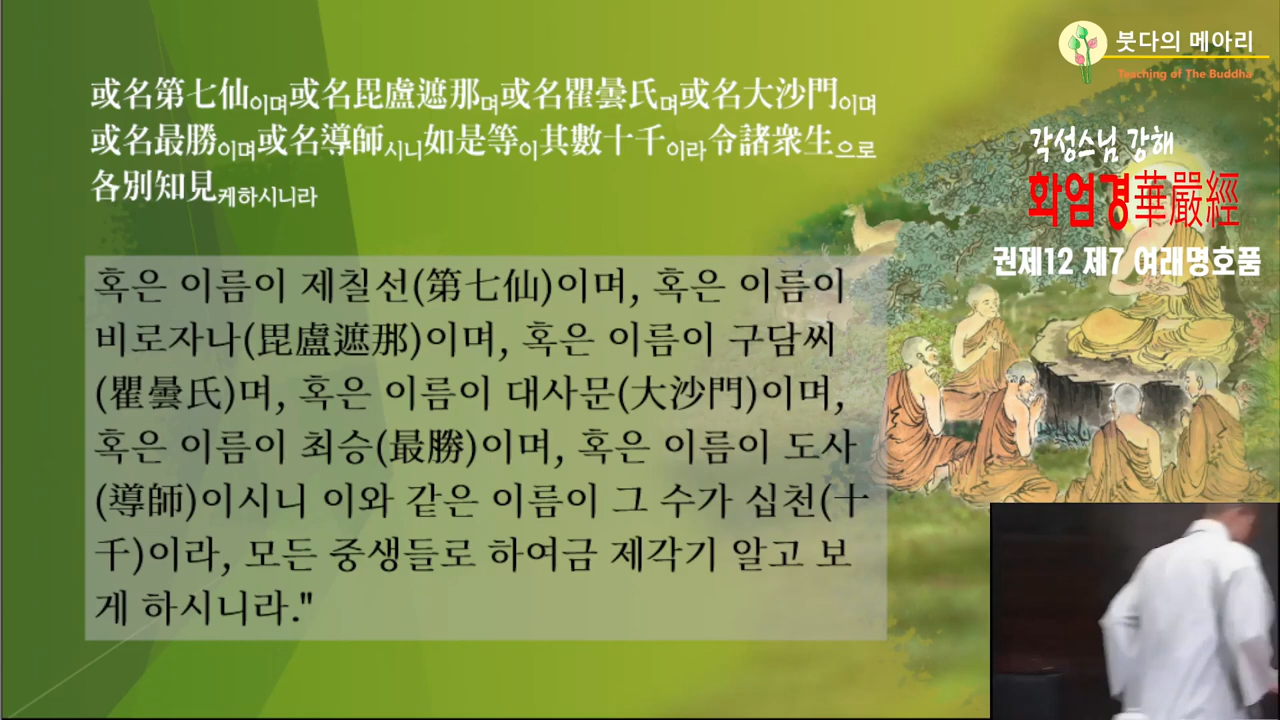 或名第七仙이며或名毘盧遮那며或名瞿曇氏며或名大沙門이며
或名最勝이며或名導師시니如是等이其數十千이라令諸衆生으로
各別知見케하시니라
혹은 이름이 제칠선(第七仙)이며, 혹은 이름이
비로자나(毘盧遮那)이며, 혹은 이름이 구담씨
(瞿曇氏)며, 혹은 이름이 대사문(大沙門)이며,
혹은 이름이 최승(最勝)이며, 혹은 이름이 도사
(導師)이시니 이와 같은 이름이 그 수가 십천(十
千)이라, 모든 중생들로 하여금 제각기 알고 보
게 하시니라."
붓다의 메아리
Teaching of The Buddha
각성스님 강해
화엄경華嚴經
권제12 제7 여래명호품